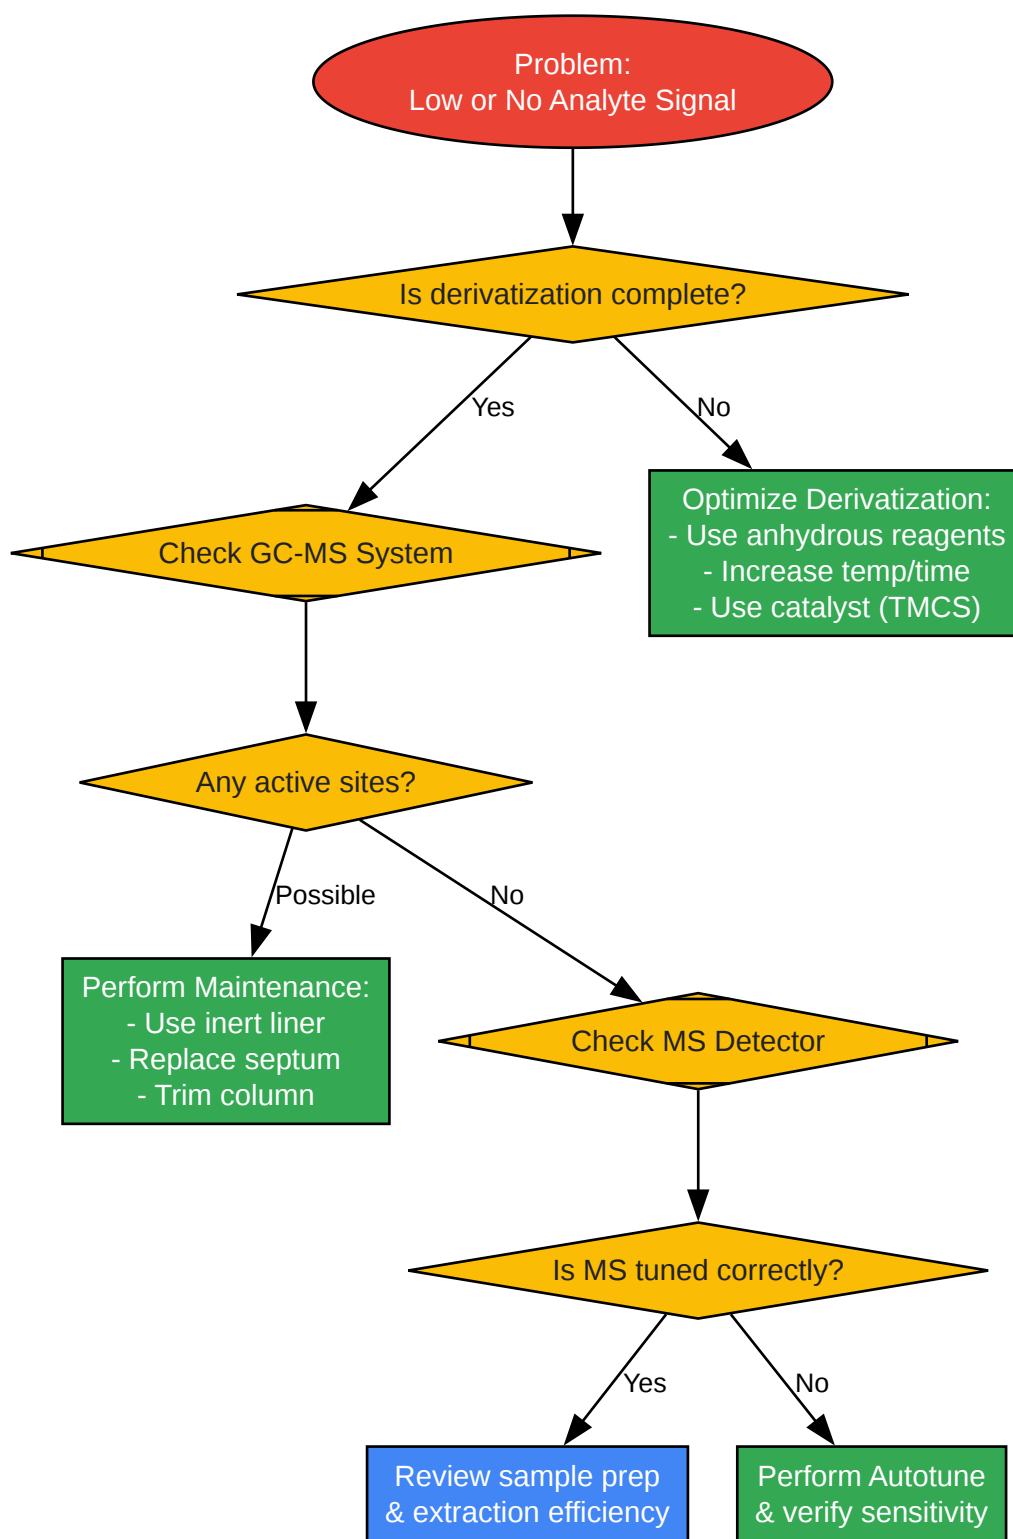 Problem:
Low or No Analyte Signal
Is derivatization complete?
Yes
No
Optimize Derivatization:
- Use anhydrous reagents
- Increase temp/time
- Use catalyst (TMCS)
Check GC-MS System
Any active sites?
Possible
No
Perform Maintenance:
- Use inert liner
- Replace septum
- Trim column
Check MS Detector
Is MS tuned correctly?
Yes
No
Review sample prep
& extraction efficiency
Perform Autotune
& verify sensitivity